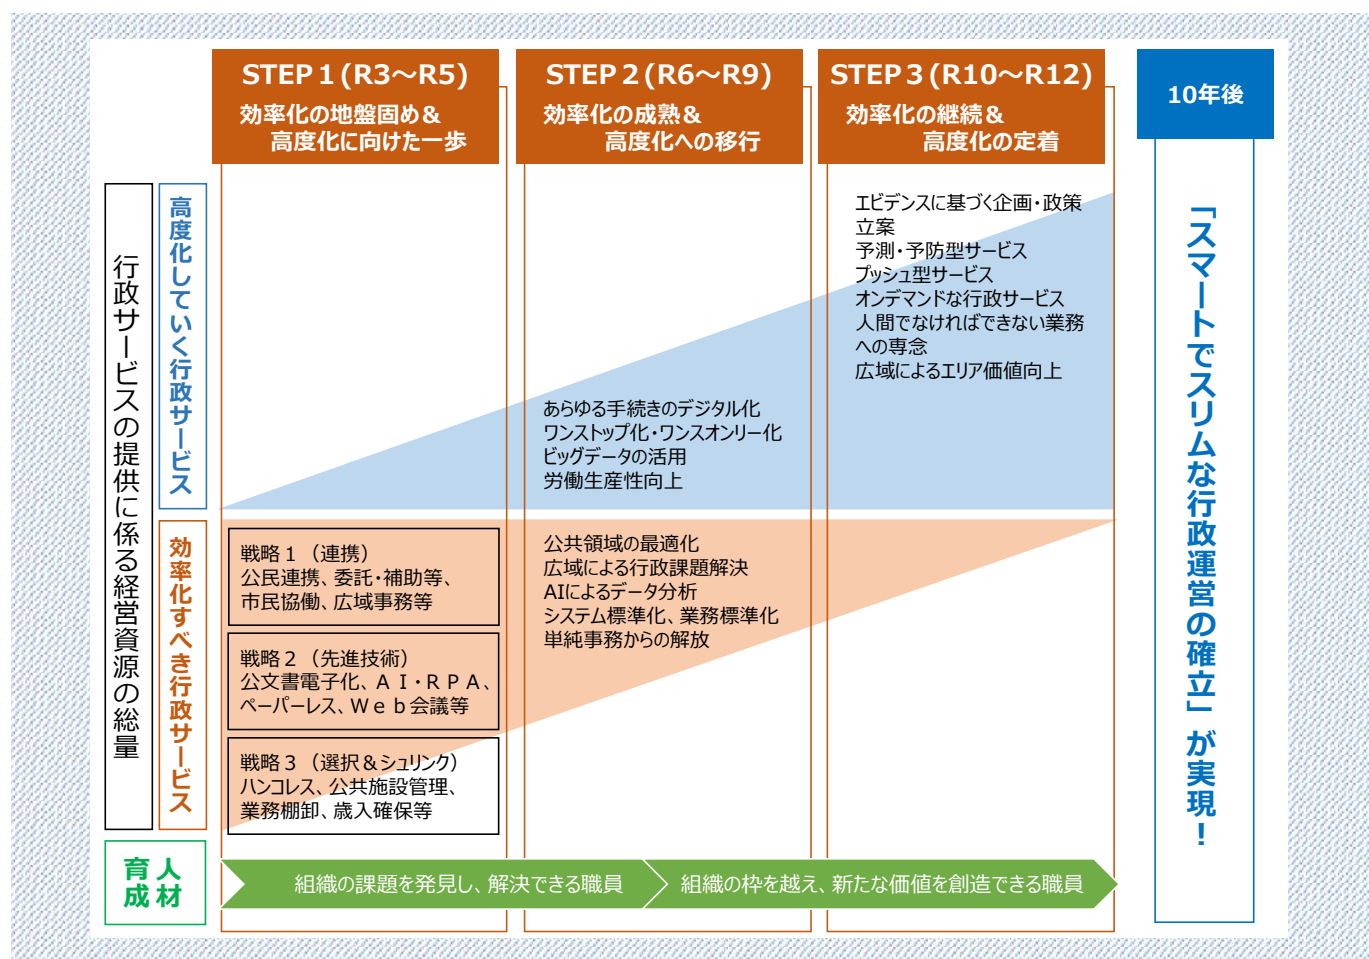 STEP１(R3～R5)
効率化の地盤固め＆
高度化に向けた一歩
STEP２(R6～R9)
効率化の成熟＆
高度化への移行
STEP３(R10～R12)
効率化の継続＆
高度化の定着
10年後
行政サービスの提供に係る経営資源の総量
高度化していく行政サービス
効率化すべき行政サービス
エビデンスに基づく企画・政策
立案
予測・予防型サービス
プッシュ型サービス
オンデマンドな行政サービス
人間でなければできない業務
への専念
広域によるエリア価値向上
あらゆる手続きのデジタル化
ワンストップ化・ワンスオンリー化
ビッグデータの活用
労働生産性向上
戦略１（連携）
公民連携、委託・補助等、
市民協働、広域事務等
戦略２（先進技術）
公文書電子化、ＡＩ・ＲＰＡ、
ペーパーレス、Ｗｅｂ会議等
戦略３（選択＆シュリンク）
ハンコレス、公共施設管理、
業務棚卸、歳入確保等
公共領域の最適化
広域による行政課題解決
AIによるデータ分析
システム標準化、業務標準化
単純事務からの解放
「スマートでスリムな行政運営の確立」が実現！
人材
育成
組織の課題を発見し、解決できる職員
組織の枠を越え、新たな価値を創造できる職員